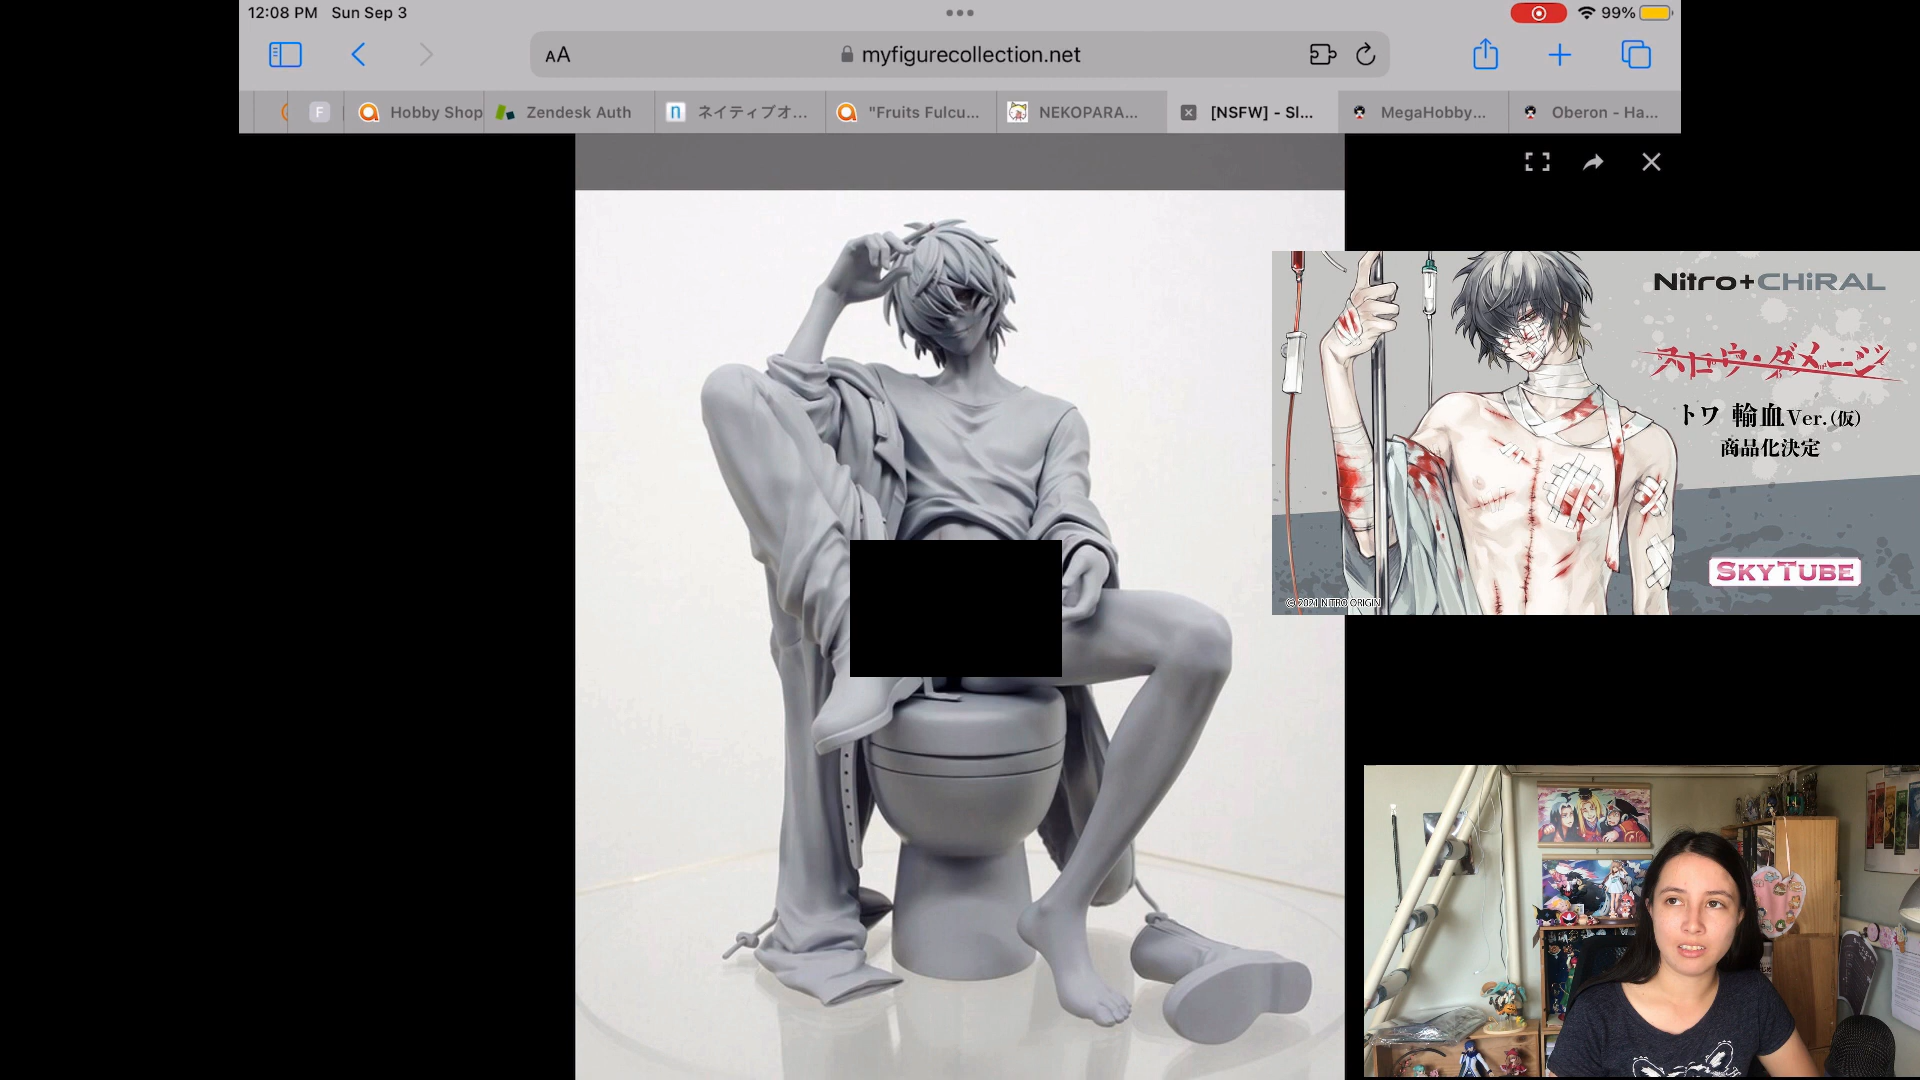 12:08 PM Sun Sep 3
99%
AA
myfigurecollection.net
F
Hobby Shop
Zendesk Auth
ネイティブオ...
"Fruits Fulcu...
NEKOPARA...
[NSFW] - Sl...
MegaHobby...
Oberon - Ha...
Nitro+CHiRAL
スロウ・ダメージ
トワ 輸血Ver.(仮)
商品化決定
SKYTUBE
© 2021 NITRO ORIGIN